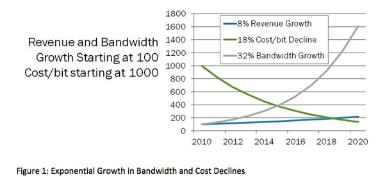 Revenue and Bandwidth
Growth Starting at 100
Cost/bit starting at 1000
1800
1600
1400
1200
1000
800
600
400
200
0
8% Revenue Growth
18% Cost/bit Decline
32% Bandwidth Growth
2010 2012 2014 2016 2018 2020
Figure 1: Exponential Growth in Bandwidth and Cost Declines